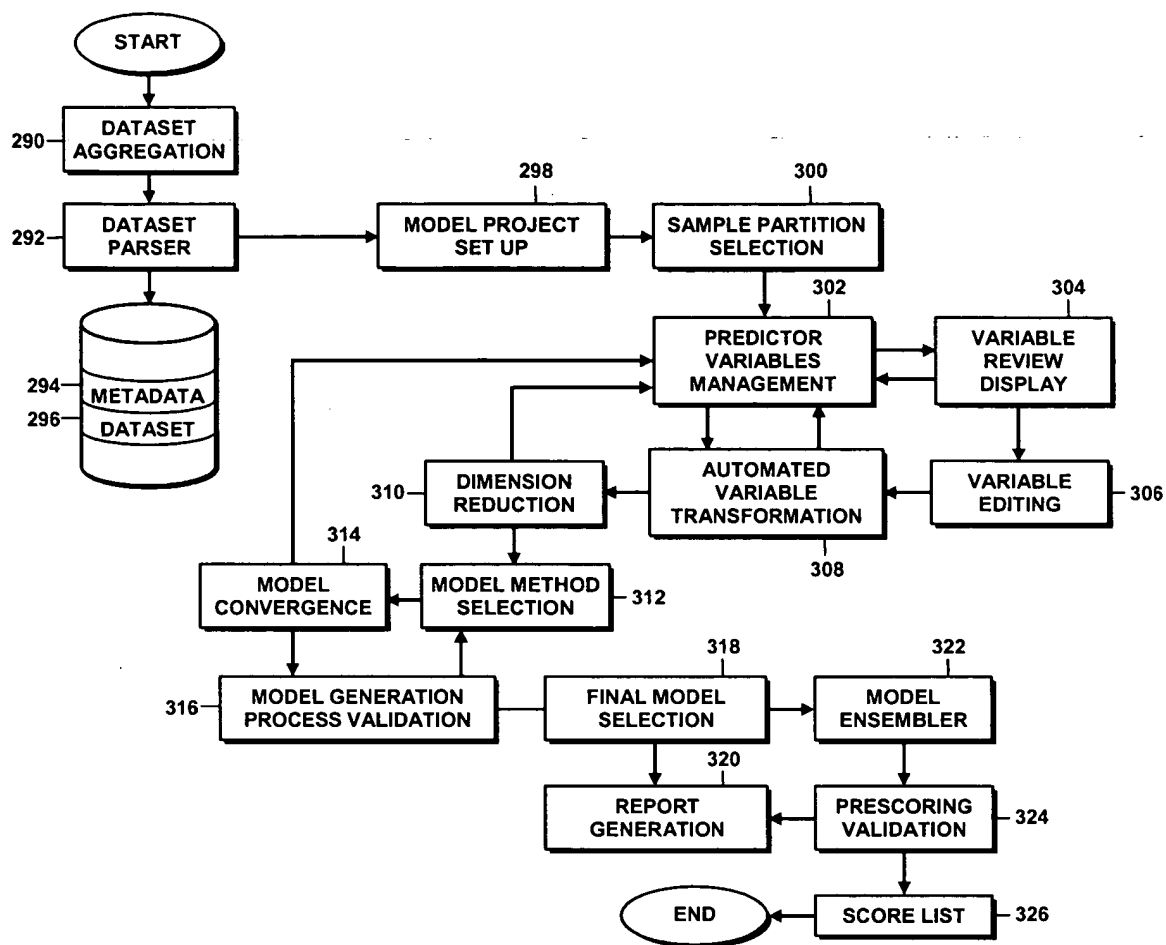 START
290
DATASET
AGGREGATION
298
300
292
DATASET
PARSER
MODEL PROJECT
SET UP
SAMPLE PARTITION
SELECTION
302
304
PREDICTOR
VARIABLES
MANAGEMENT
VARIABLE
REVIEW
DISPLAY
294
METADATA
296
DATASET
310
DIMENSION
REDUCTION
AUTOMATED
VARIABLE
TRANSFORMATION
VARIABLE
EDITING
306
308
314
MODEL
CONVERGENCE
MODEL METHOD
SELECTION
312
318
322
316
MODEL GENERATION
PROCESS VALIDATION
FINAL MODEL
SELECTION
MODEL
ENSEMBLER
320
REPORT
GENERATION
PRESCORING
VALIDATION
324
END
SCORE LIST
326